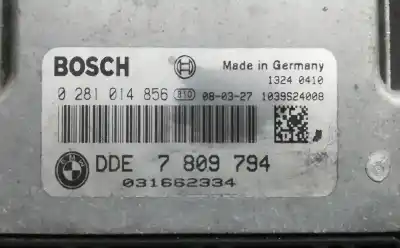 BOSCH Made in Germany
1324 0410
0 281 014 856 B10 08-03-27 1039S24008
DDE 7 809 794
031662334